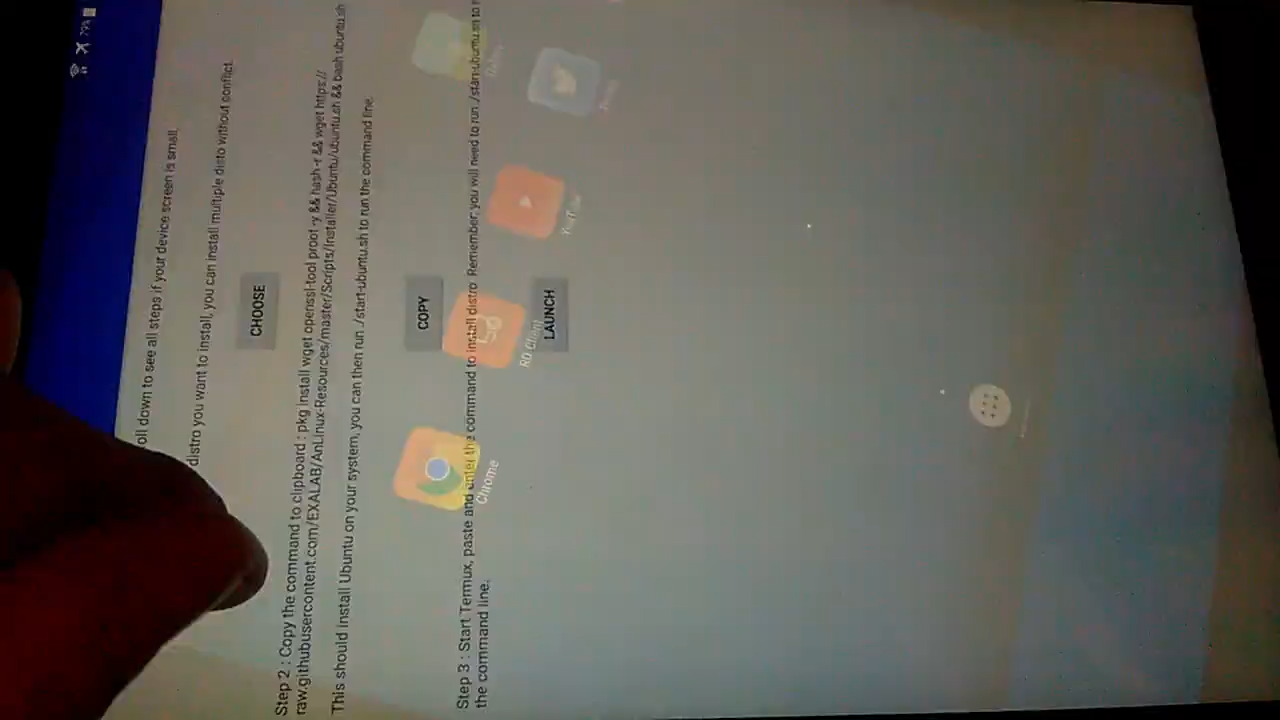 79%
oll down to see all steps if your device screen is small.
distro you want to install, you can install multiple disto without conflict.
CHOOSE
Step 2 : Copy the command to clipboard : pkg install wget openssl-tool proot -y && hash -r && wget https://
raw.githubusercontent.com/EXALAB/AnLinux-Resources/master/Scripts/Installer/Ubuntu/ubuntu.sh && bash ubuntu.sh
This should install Ubuntu on your system, you can then run ./start-ubuntu.sh to run the command line.
COPY
Step 3 : Start Termux, paste and enter the command to install distro. Remember, you will need to run ./start-ubuntu.sh to
the command line.
LAUNCH
Chrome
RD Client
YouTube